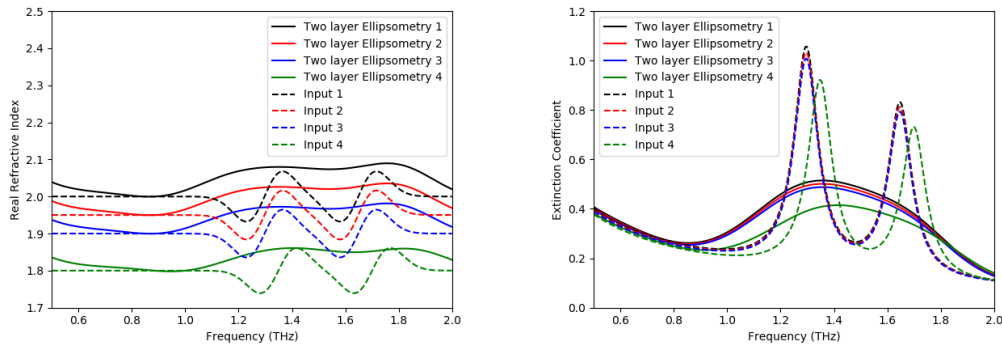 2.5
2.4
2.3
2.2
2.1
2.0
1.9
1.8
1.7
Real Refractive Index
Two layer Ellipsometry 1
Two layer Ellipsometry 2
Two layer Ellipsometry 3
Two layer Ellipsometry 4
Input 1
Input 2
Input 3
Input 4
0.6 0.8 1.0 1.2 1.4 1.6 1.8 2.0
Frequency (THz)
1.2
1.0
0.8
0.6
0.4
0.2
0.0
Extinction Coefficient
Two layer Ellipsometry 1
Two layer Ellipsometry 2
Two layer Ellipsometry 3
Two layer Ellipsometry 4
Input 1
Input 2
Input 3
Input 4
0.6 0.8 1.0 1.2 1.4 1.6 1.8 2.0
Frequency (THz)